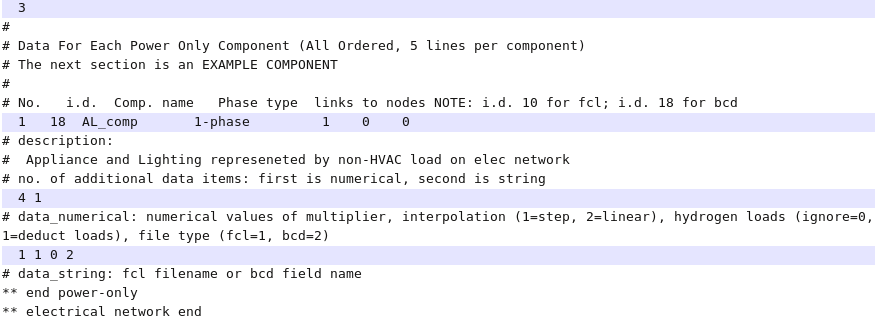 3
#
# Data For Each Power Only Component (All Ordered, 5 lines per component)
# The next section is an EXAMPLE COMPONENT
#
# No.   i.d.  Comp. name   Phase type  links to nodes NOTE: i.d. 10 for fcl; i.d. 18 for bcd
1   18  AL_comp       1-phase         1    0    0
# description:
#  Appliance and Lighting represeneted by non-HVAC load on elec network
# no. of additional data items: first is numerical, second is string
4 1
# data_numerical: numerical values of multiplier, interpolation (1=step, 2=linear), hydrogen loads (ignore=0,
1=deduct loads), file type (fcl=1, bcd=2)
1 1 0 2
# data_string: fcl filename or bcd field name
** end power-only
** electrical network end